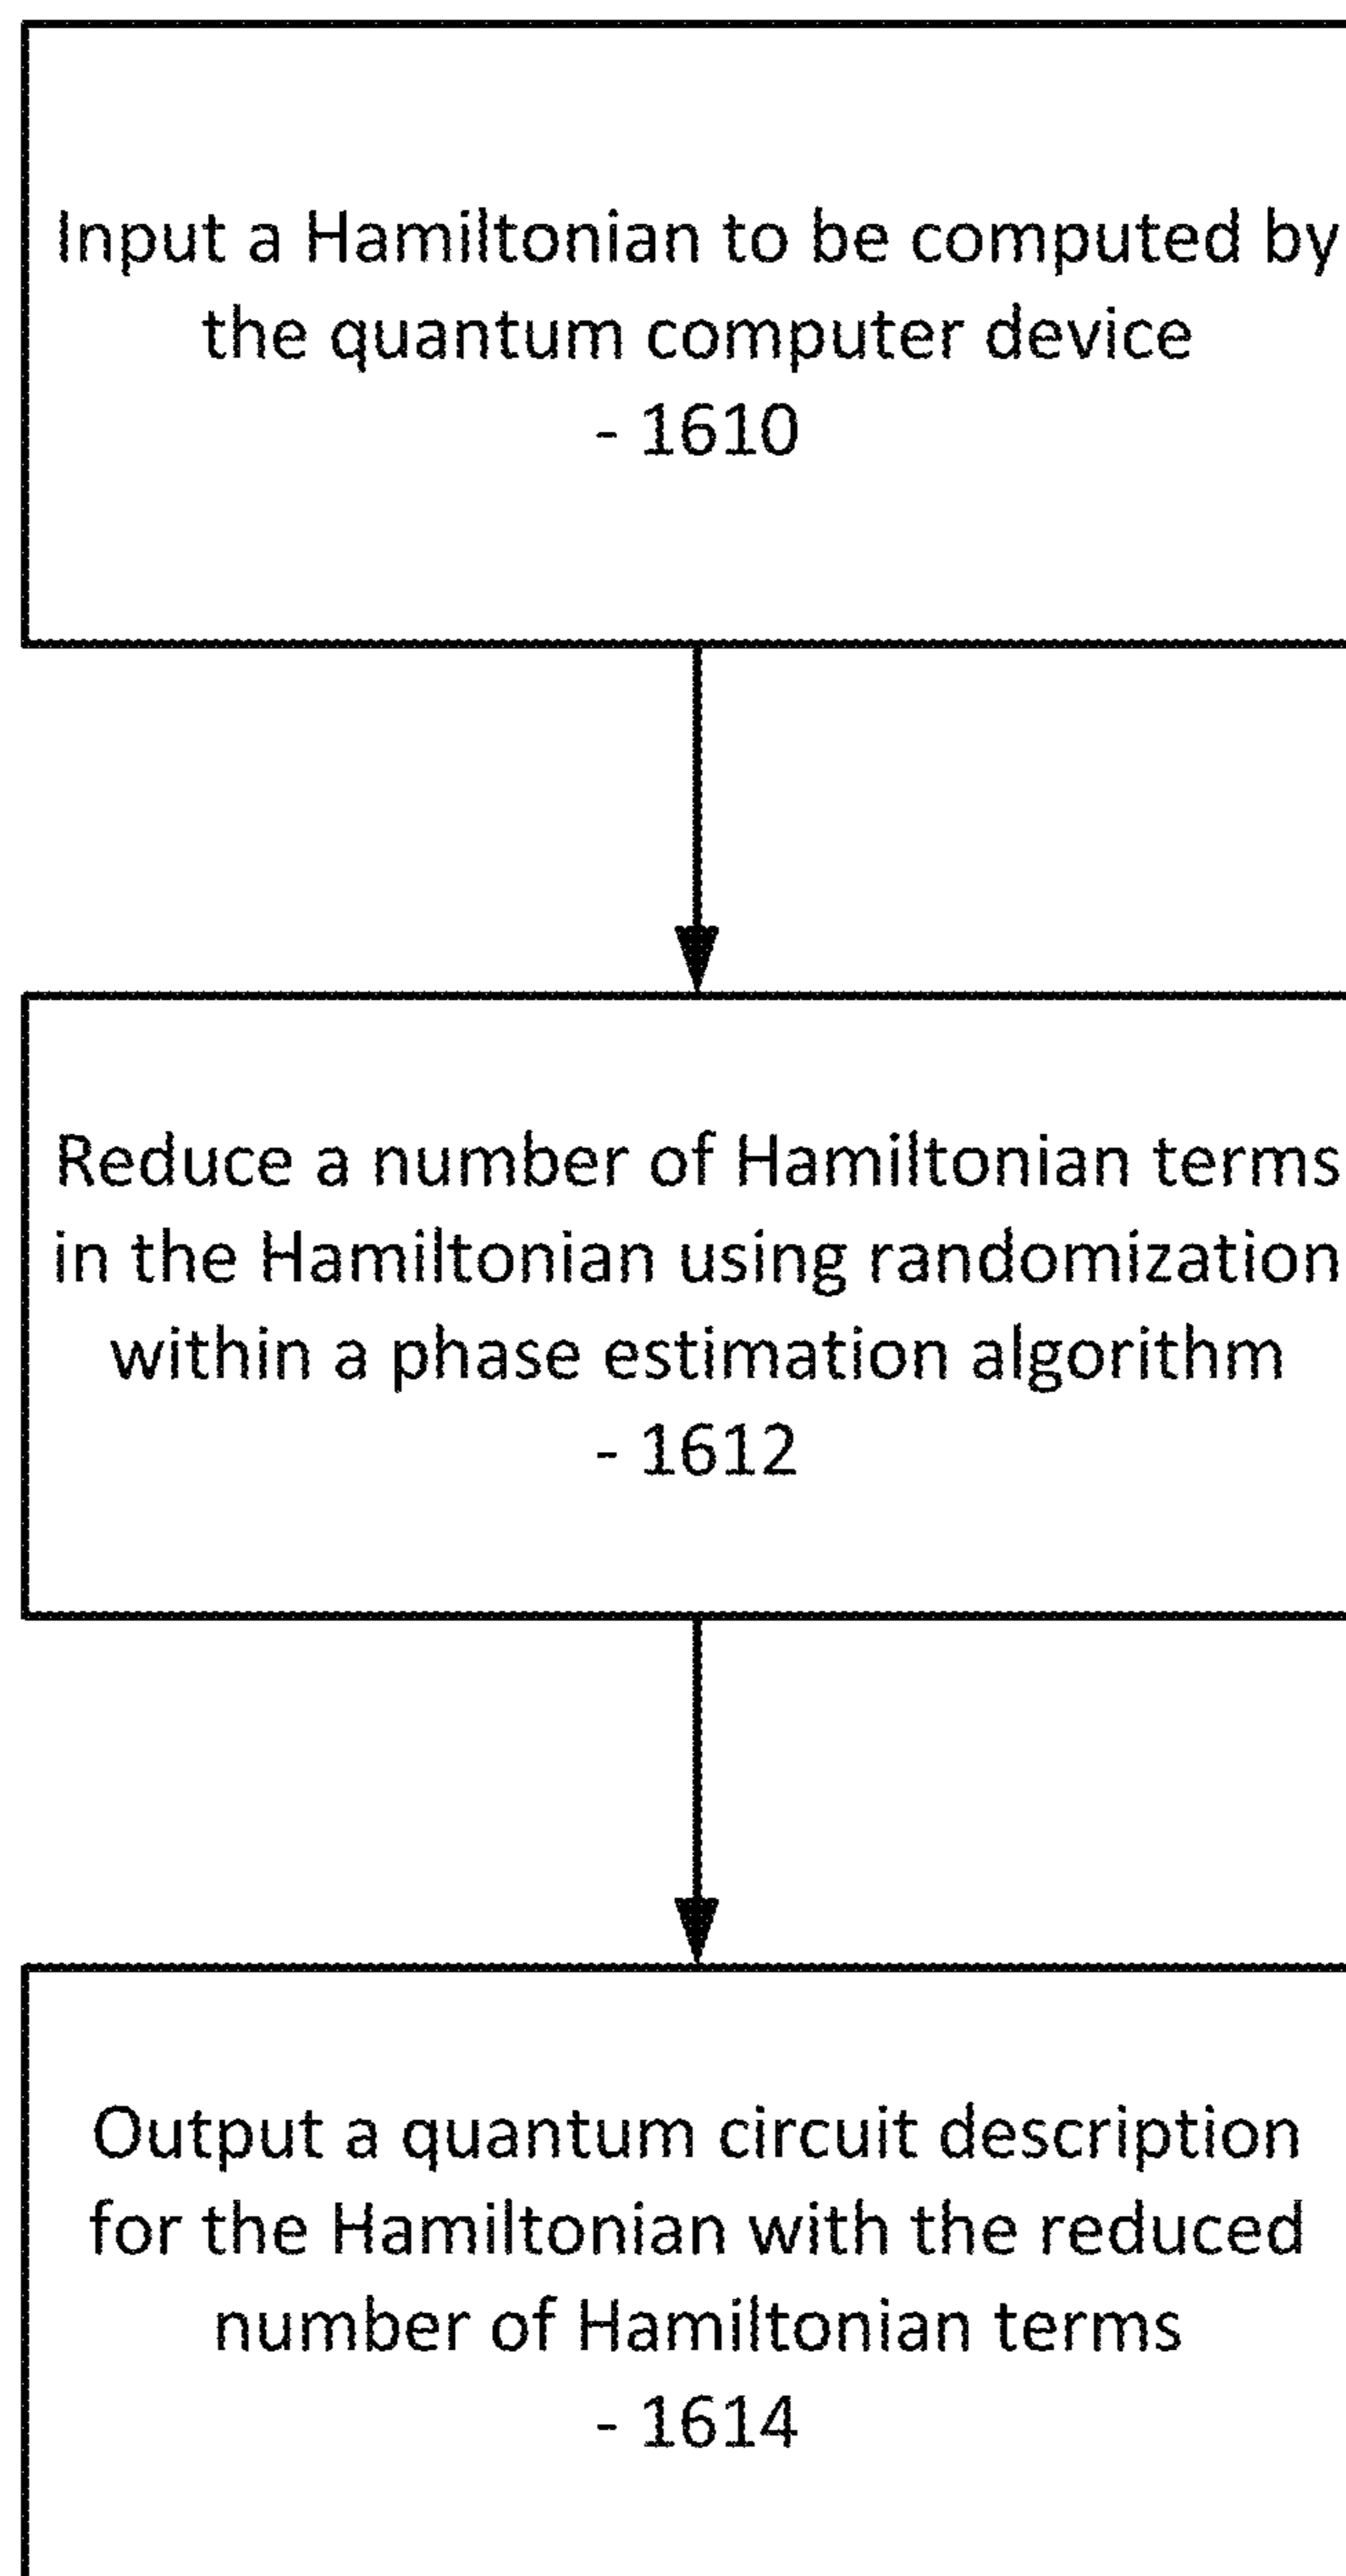 Input a Hamiltonian to be computed by
the quantum computer device
- 1610
Reduce a number of Hamiltonian terms
in the Hamiltonian using randomization
within a phase estimation algorithm
- 1612
Output a quantum circuit description
for the Hamiltonian with the reduced
number of Hamiltonian terms
- 1614